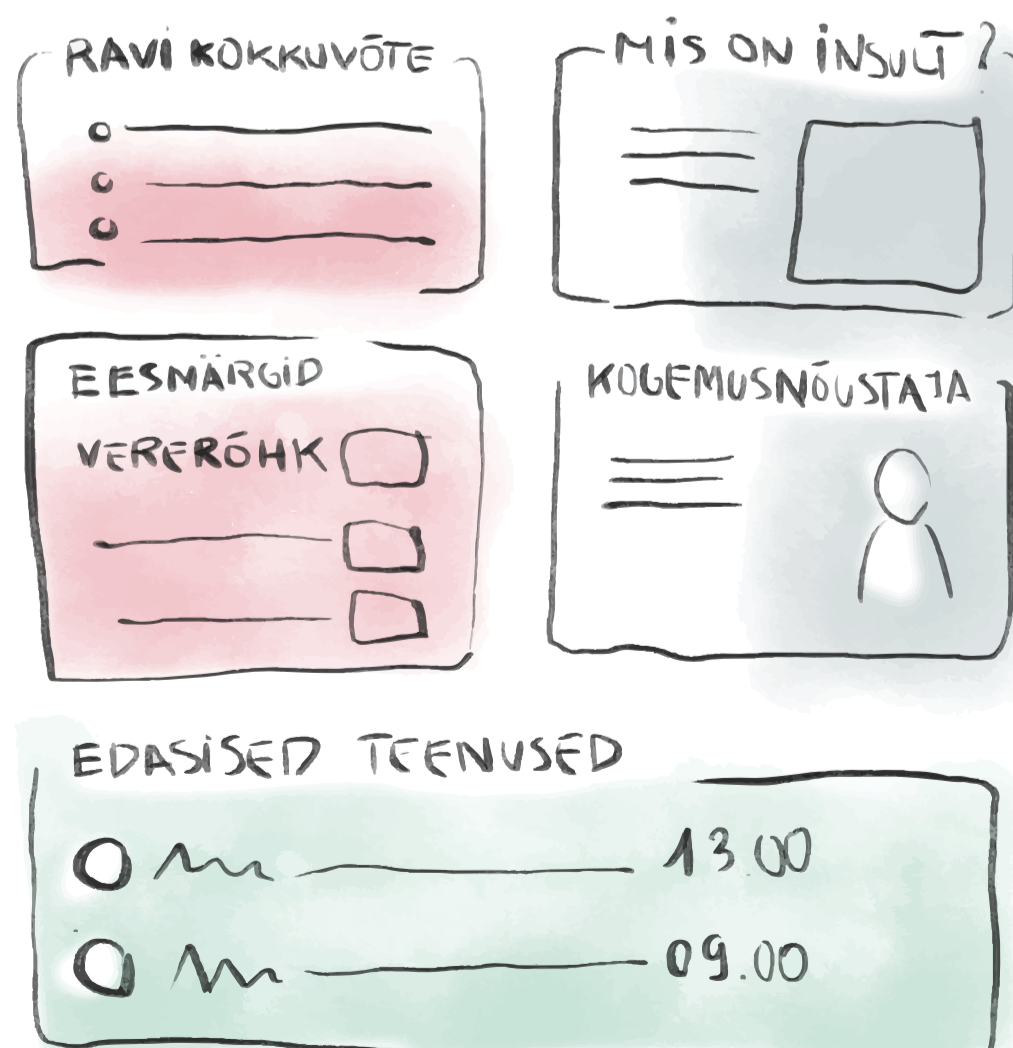 RAVI KOKKUVÕTE
MIS ON INSULT?
EESMÄRGID
VERERÕHK
KOGEMUSNÕUSTAJA
EDASISED TEENUSED
13.00
09.00